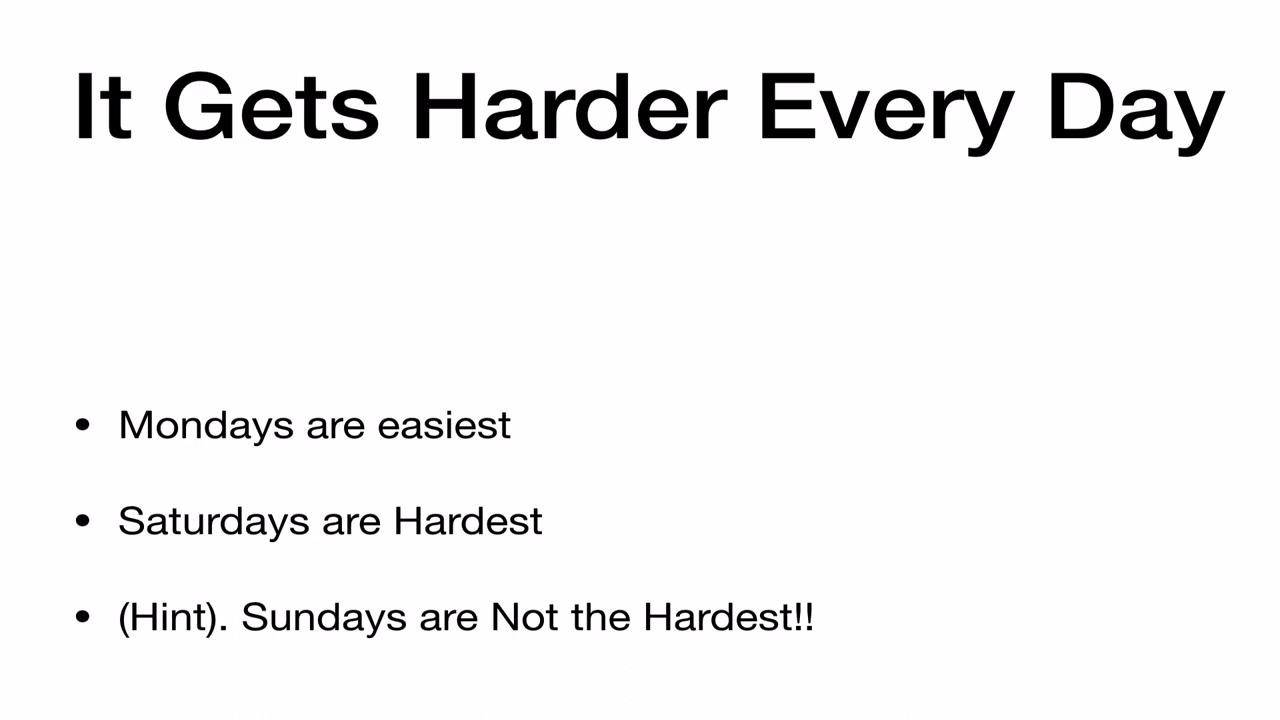 It Gets Harder Every Day
• Mondays are easiest
• Saturdays are Hardest
• (Hint). Sundays are Not the Hardest!!